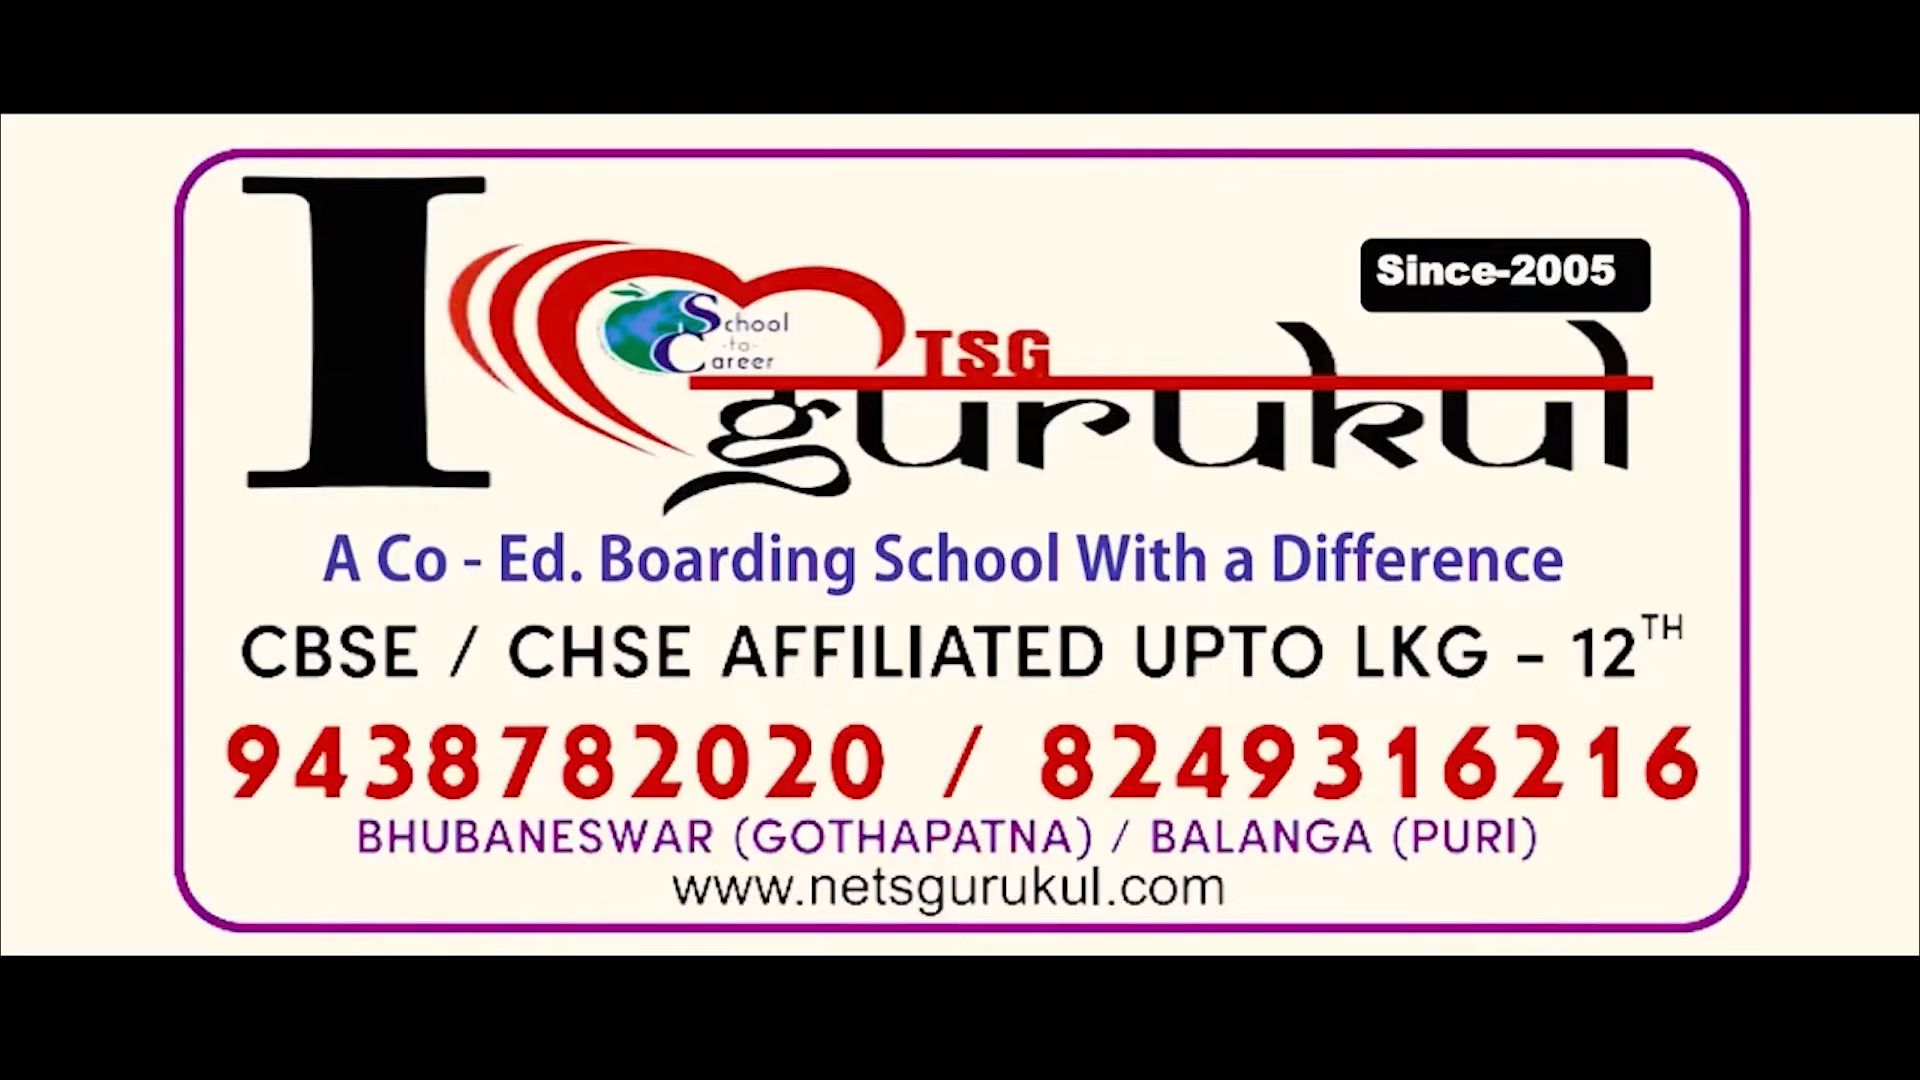 I
Since-2005
School
-to-
Career
TSG
gurukul
A Co - Ed. Boarding School With a Difference
CBSE / CHSE AFFILIATED UPTO LKG - 12TH
9438782020 / 8249316216
BHUBANESWAR (GOTHAPATNA) / BALANGA (PURI)
www.netsgurukul.com